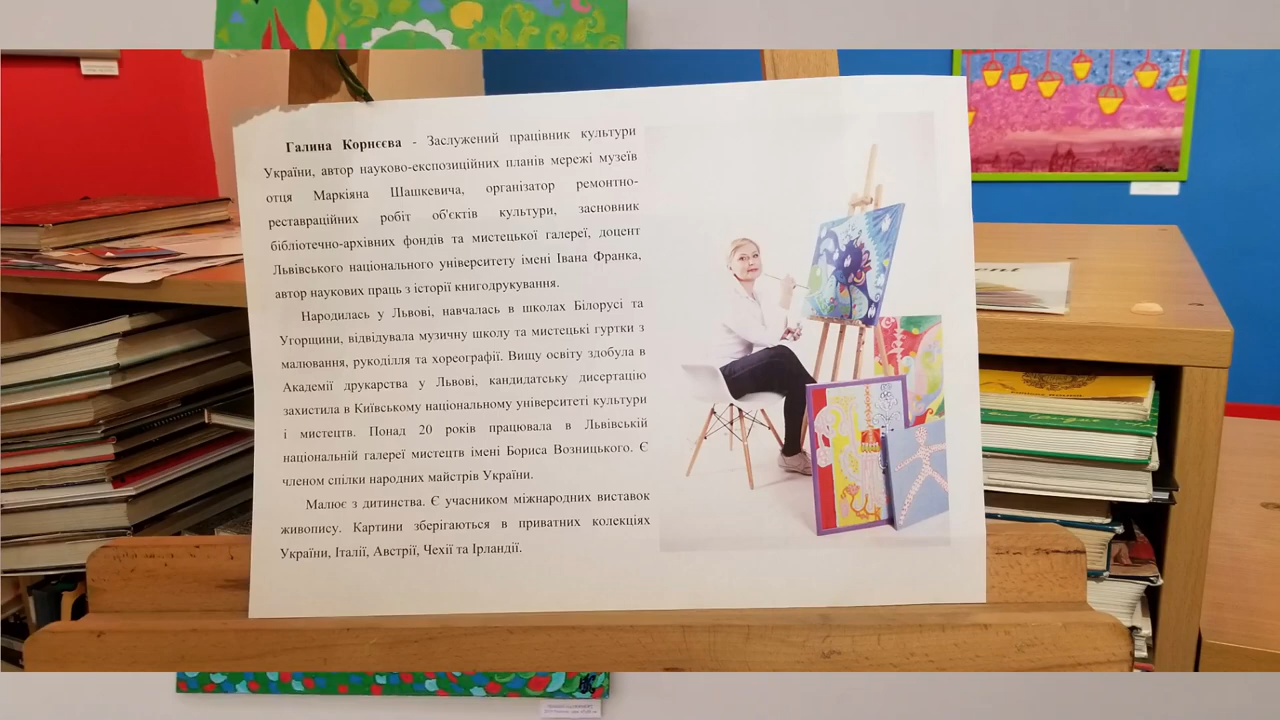 Галина Корнєєва - Заслужений працівник культури
України, автор науково-експозиційних планів мережі музеїв
отця Маркіяна Шашкевича, організатор ремонтно-
реставраційних робіт об'єктів культури, засновник
бібліотечно-архівних фондів та мистецької галереї, доцент
Львівського національного університету імені Івана Франка,
автор наукових праць з історії книгодрукування.
Народилась у Львові, навчалась в школах Білорусі та
Угорщини, відвідувала музичну школу та мистецькі гуртки з
малювання, рукоділля та хореографії. Вищу освіту здобула в
Академії друкарства у Львові, кандидатську дисертацію
захистила в Київському національному університеті культури
і мистецтв. Понад 20 років працювала в Львівській
національній галереї мистецтв імені Бориса Возницького. Є
членом спілки народних майстрів України.
Малює з дитинства. Є учасником міжнародних виставок
живопису. Картини зберігаються в приватних колекціях
України, Італії, Австрії, Чехії та Ірландії.